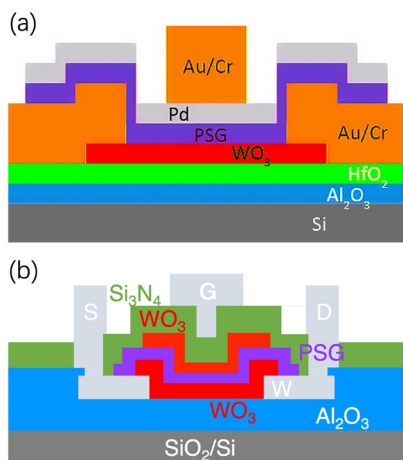 (a)
Au/Cr
Pd
PSG
Au/Cr
WO₃
HfO₂
Al₂O₃
Si
(b)
Si₃N₄
S
G
D
WO₃
PSG
W
WO₃
Al₂O₃
SiO₂/Si